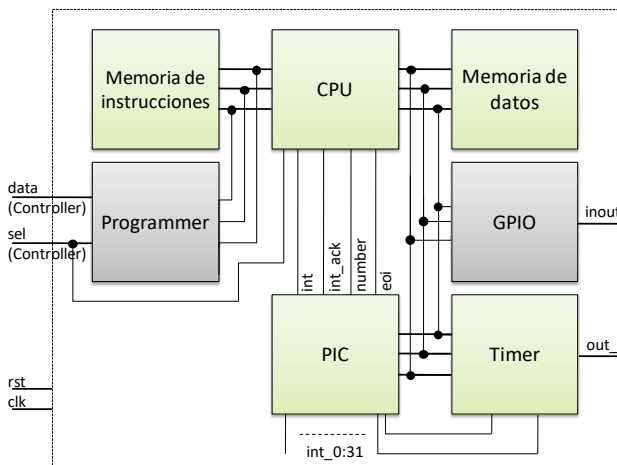 Memoria de
instrucciones
CPU
Memoria de
datos
data
(Controller)
sel
(Controller)
Programmer
GPIO
inout
int
int_ack
number
eoi
PIC
Timer
out_
rst
clk
int_0:31